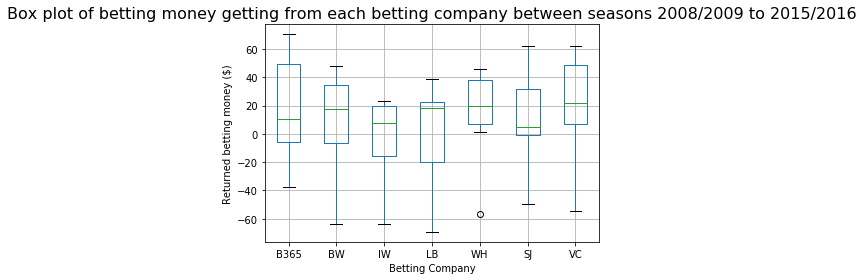 Box plot of betting money getting from each betting company between seasons 2008/2009 to 2015/2016
Returned betting money ($)
60
40
20
0
−20
−40
−60
B365 BW IW LB WH SJ VC
Betting Company